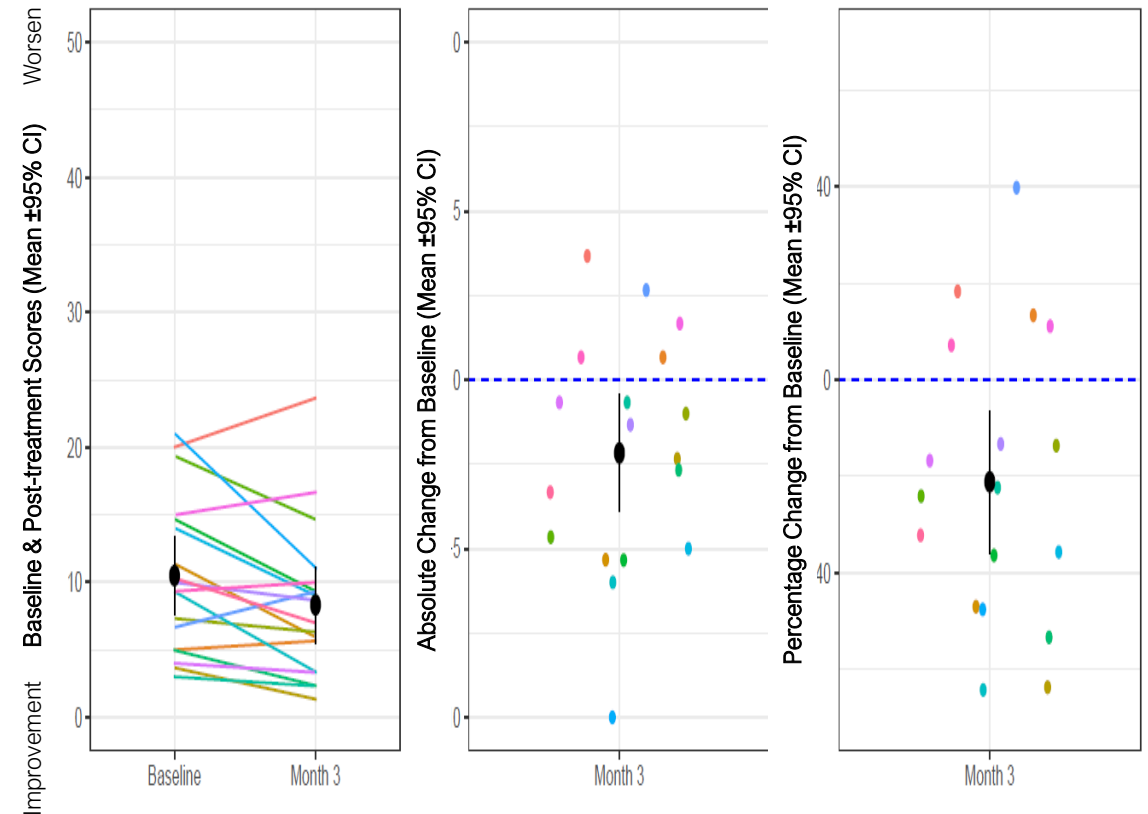 Worsen
Baseline & Post-treatment Scores (Mean ±95% CI)
Improvement
50
40
30
20
10
0
Baseline Month 3
Absolute Change from Baseline (Mean ±95% CI)
0
5
0
-5
0
Month 3
Percentage Change from Baseline (Mean ±95% CI)
40
0
40
Month 3